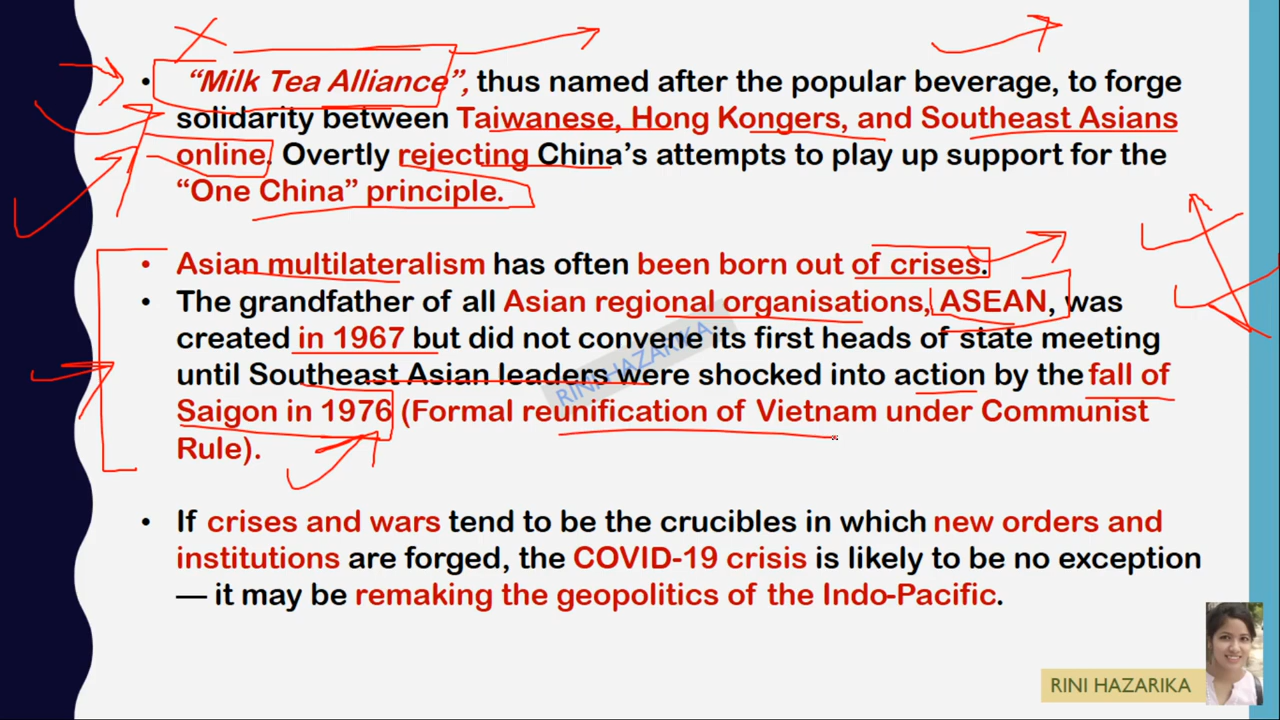 • "Milk Tea Alliance", thus named after the popular beverage, to forge
solidarity between Taiwanese, Hong Kongers, and Southeast Asians
online. Overtly rejecting China's attempts to play up support for the
"One China" principle.
• Asian multilateralism has often been born out of crises.
• The grandfather of all Asian regional organisations, ASEAN, was
created in 1967 but did not convene its first heads of state meeting
until Southeast Asian leaders were shocked into action by the fall of
Saigon in 1976 (Formal reunification of Vietnam under Communist
Rule).
RINI HAZARIKA
• If crises and wars tend to be the crucibles in which new orders and
institutions are forged, the COVID-19 crisis is likely to be no exception
— it may be remaking the geopolitics of the Indo-Pacific.
RINI HAZARIKA